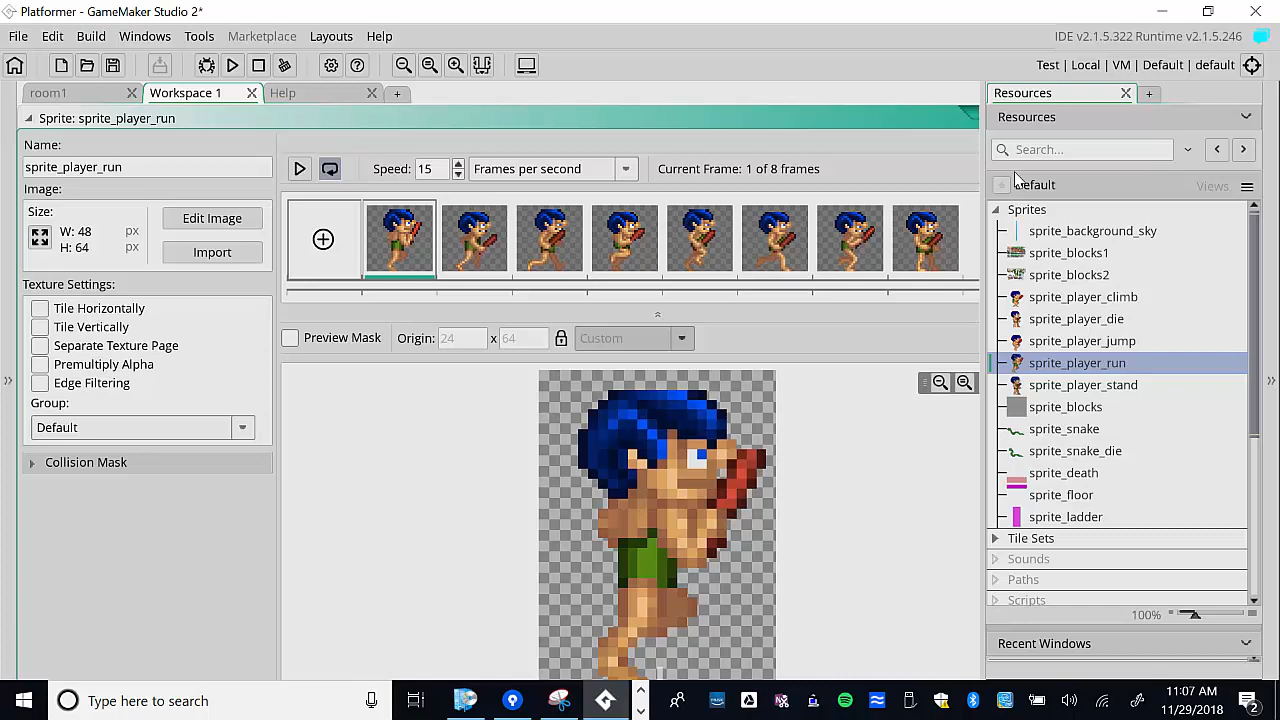 Platformer - GameMaker Studio 2*
File Edit Build Windows Tools Marketplace Layouts Help
IDE v2.1.5.322 Runtime v2.1.5.246
Test | Local | VM | Default | default
room1
Workspace 1
Help
Resources
Sprite: sprite_player_run
Resources
Name:
sprite_player_run
Speed: 15 Frames per second
Current Frame: 1 of 8 frames
Search...
Image:
Default
Views
Size:
W: 48 px
H: 64 px
Edit Image
Import
Sprites
sprite_background_sky
sprite_blocks1
sprite_blocks2
sprite_player_climb
sprite_player_die
sprite_player_jump
sprite_player_run
sprite_player_stand
sprite_blocks
sprite_snake
sprite_snake_die
sprite_death
sprite_floor
sprite_ladder
Tile Sets
Sounds
Paths
Scripts
Texture Settings:
Tile Horizontally
Tile Vertically
Separate Texture Page
Premultiply Alpha
Edge Filtering
Group:
Default
Collision Mask
Preview Mask
Origin: 24 x 64
Custom
100%
Recent Windows
Type here to search
11:07 AM
11/29/2018
2